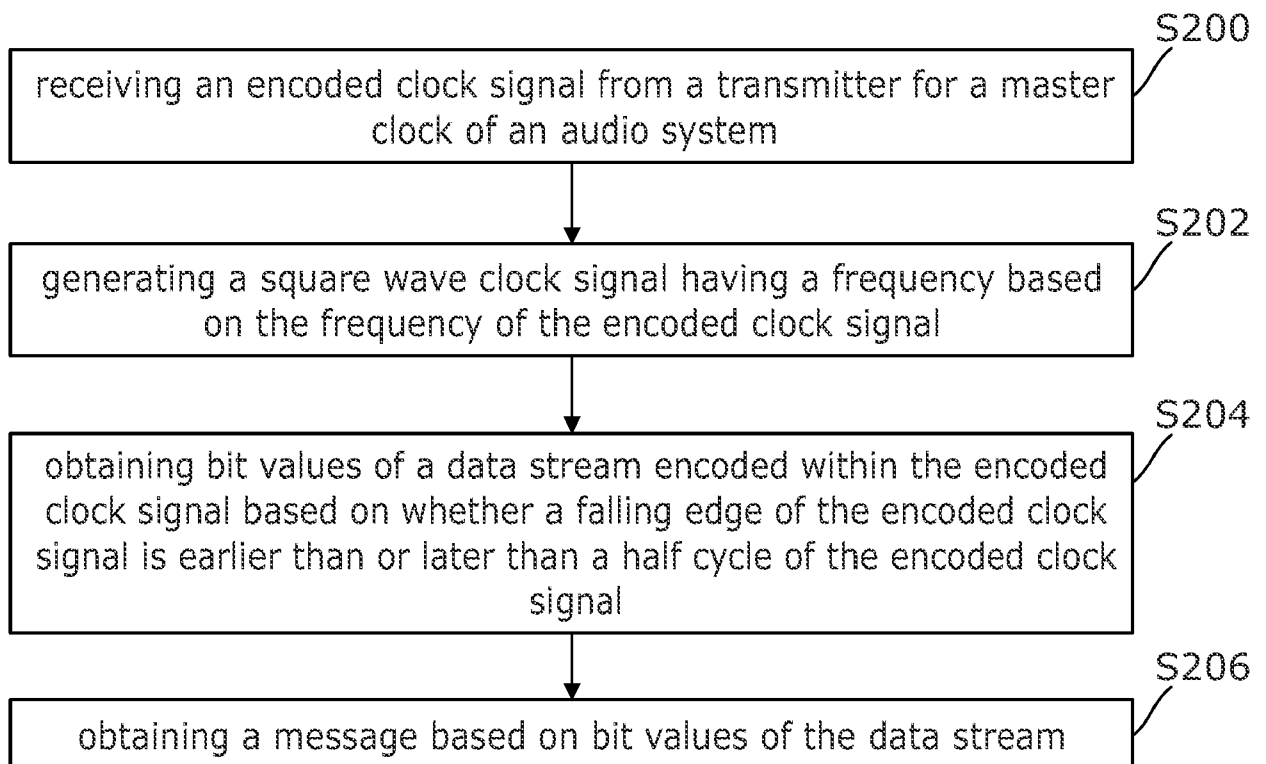 S200
receiving an encoded clock signal from a transmitter for a master
clock of an audio system
S202
generating a square wave clock signal having a frequency based
on the frequency of the encoded clock signal
S204
obtaining bit values of a data stream encoded within the encoded
clock signal based on whether a falling edge of the encoded clock
signal is earlier than or later than a half cycle of the encoded clock
signal
S206
obtaining a message based on bit values of the data stream